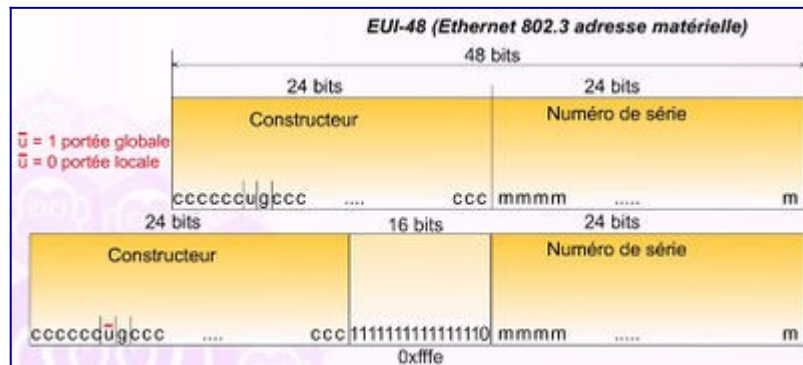 EUI-48 (Ethernet 802.3 adresse matérielle)
48 bits
24 bits 24 bits
Constructeur Numéro de série
ū = 1 portée globale
ū = 0 portée locale
ccccccugccc .... ccc mmmm ..... m
24 bits 16 bits 24 bits
Constructeur Numéro de série
ccccccūgccc .... ccc 1111111111111110 mmmm ..... m
0xfffe